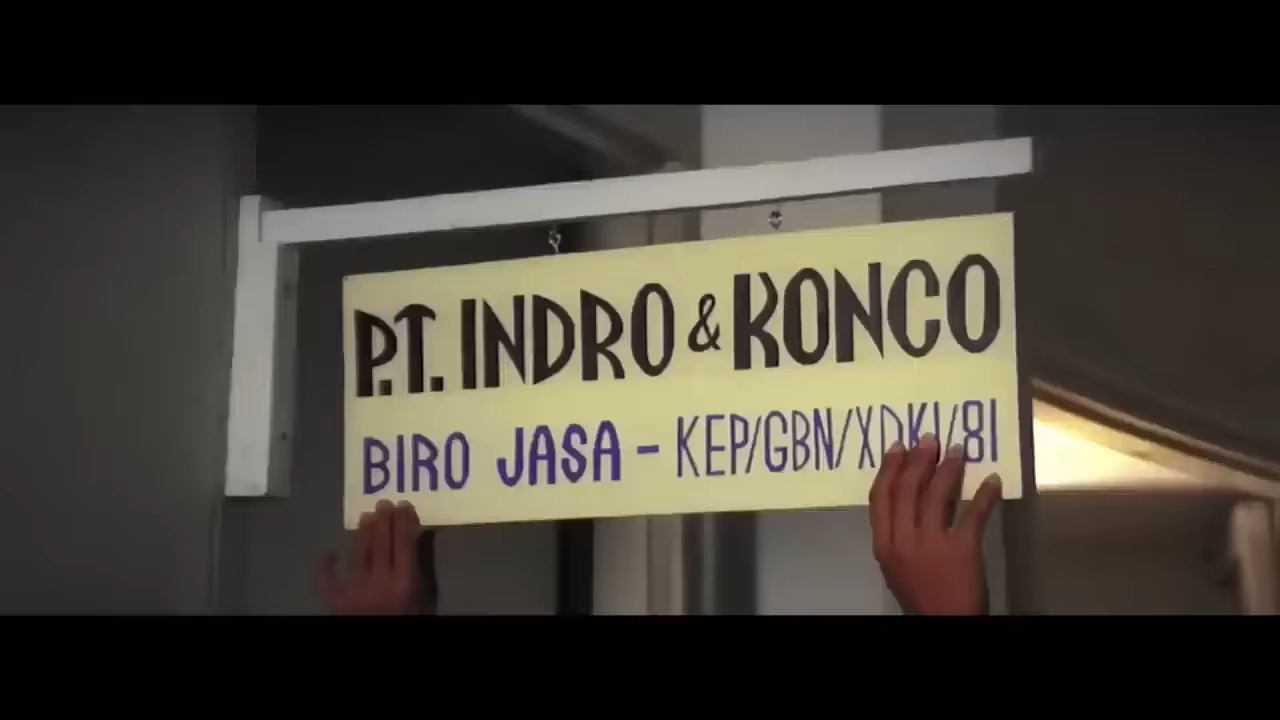 P.T. INDRO & KONCO
BIRO JASA - KEP/GBN/XDKI/81